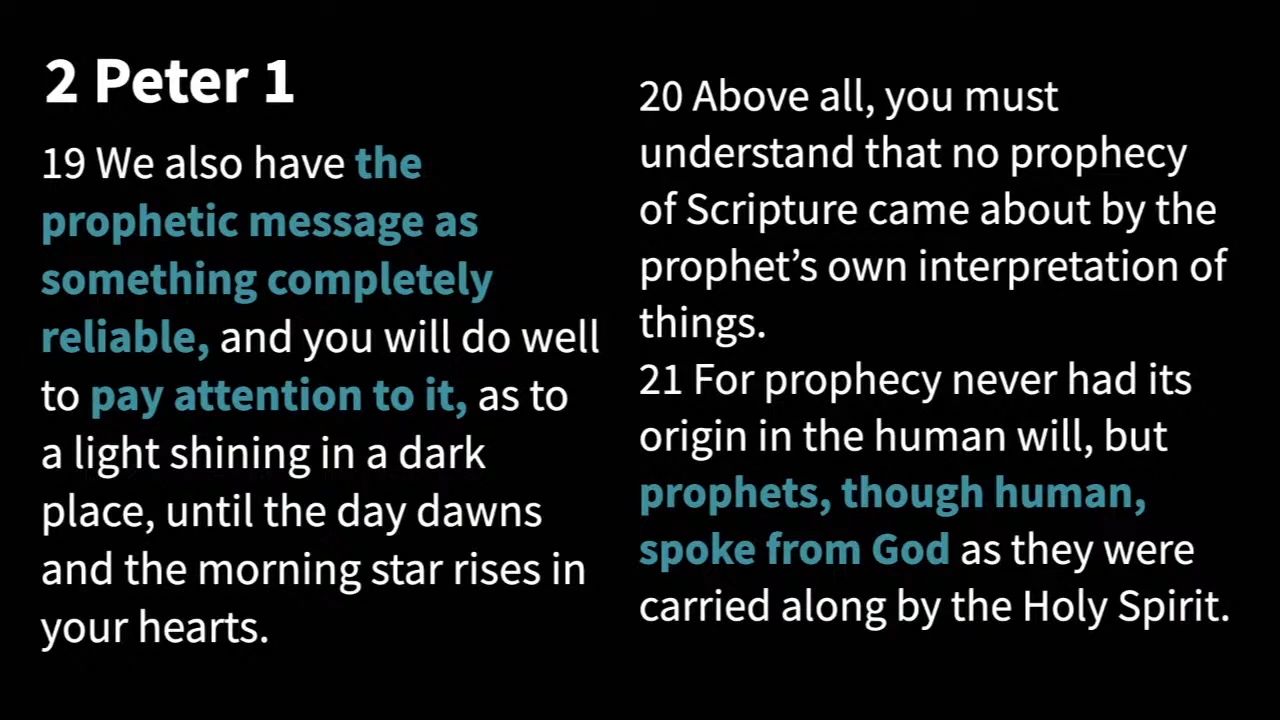 2 Peter 1
19 We also have the
prophetic message as
something completely
reliable, and you will do well
to pay attention to it, as to
a light shining in a dark
place, until the day dawns
and the morning star rises in
your hearts.
20 Above all, you must
understand that no prophecy
of Scripture came about by the
prophet’s own interpretation of
things.
21 For prophecy never had its
origin in the human will, but
prophets, though human,
spoke from God as they were
carried along by the Holy Spirit.